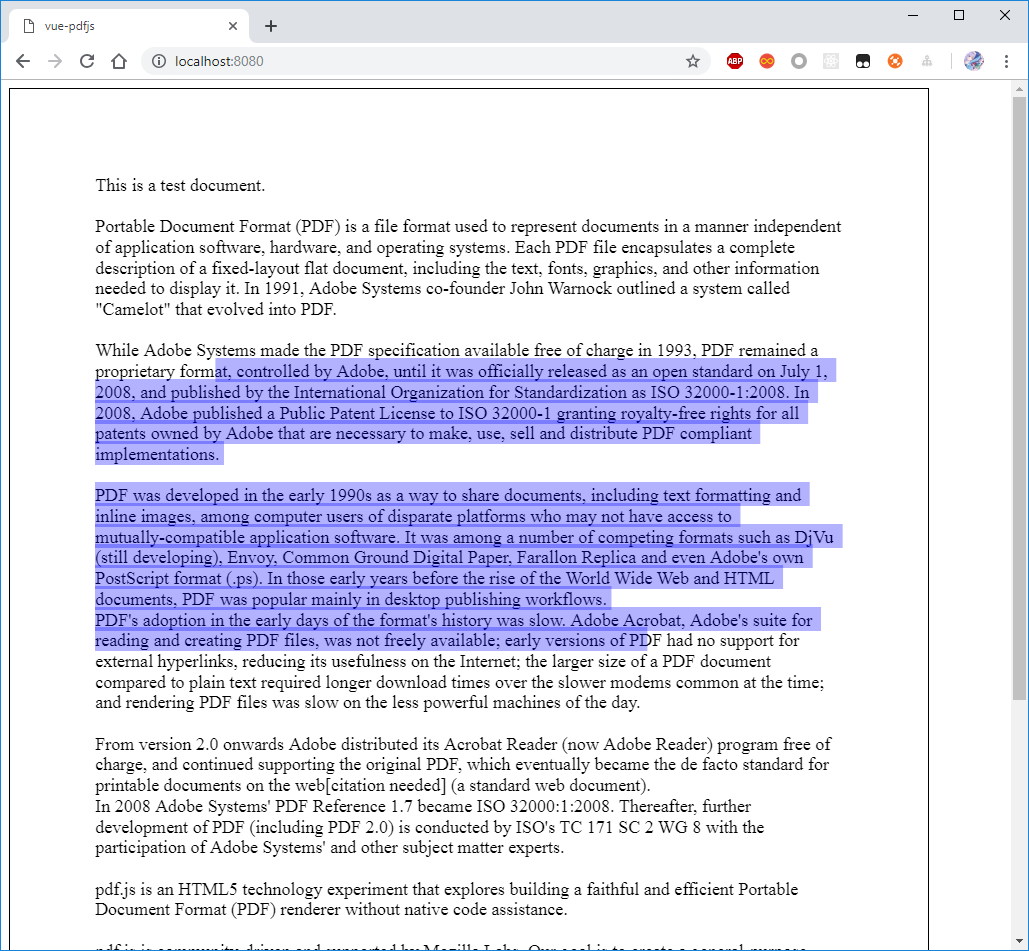 vue-pdfjs
localhost:8080
ABP
This is a test document.
Portable Document Format (PDF) is a file format used to represent documents in a manner independent
of application software, hardware, and operating systems. Each PDF file encapsulates a complete
description of a fixed-layout flat document, including the text, fonts, graphics, and other information
needed to display it. In 1991, Adobe Systems co-founder John Warnock outlined a system called
"Camelot" that evolved into PDF.
While Adobe Systems made the PDF specification available free of charge in 1993, PDF remained a
proprietary format, controlled by Adobe, until it was officially released as an open standard on July 1,
2008, and published by the International Organization for Standardization as ISO 32000-1:2008. In
2008, Adobe published a Public Patent License to ISO 32000-1 granting royalty-free rights for all
patents owned by Adobe that are necessary to make, use, sell and distribute PDF compliant
implementations.
PDF was developed in the early 1990s as a way to share documents, including text formatting and
inline images, among computer users of disparate platforms who may not have access to
mutually-compatible application software. It was among a number of competing formats such as DjVu
(still developing), Envoy, Common Ground Digital Paper, Farallon Replica and even Adobe's own
PostScript format (.ps). In those early years before the rise of the World Wide Web and HTML
documents, PDF was popular mainly in desktop publishing workflows.
PDF's adoption in the early days of the format's history was slow. Adobe Acrobat, Adobe's suite for
reading and creating PDF files, was not freely available; early versions of PDF had no support for
external hyperlinks, reducing its usefulness on the Internet; the larger size of a PDF document
compared to plain text required longer download times over the slower modems common at the time;
and rendering PDF files was slow on the less powerful machines of the day.
From version 2.0 onwards Adobe distributed its Acrobat Reader (now Adobe Reader) program free of
charge, and continued supporting the original PDF, which eventually became the de facto standard for
printable documents on the web[citation needed] (a standard web document).
In 2008 Adobe Systems' PDF Reference 1.7 became ISO 32000:1:2008. Thereafter, further
development of PDF (including PDF 2.0) is conducted by ISO's TC 171 SC 2 WG 8 with the
participation of Adobe Systems' and other subject matter experts.
pdf.js is an HTML5 technology experiment that explores building a faithful and efficient Portable
Document Format (PDF) renderer without native code assistance.
pdf.js is community-driven and supported by Mozilla Labs. Our goal is to create a general-purpose